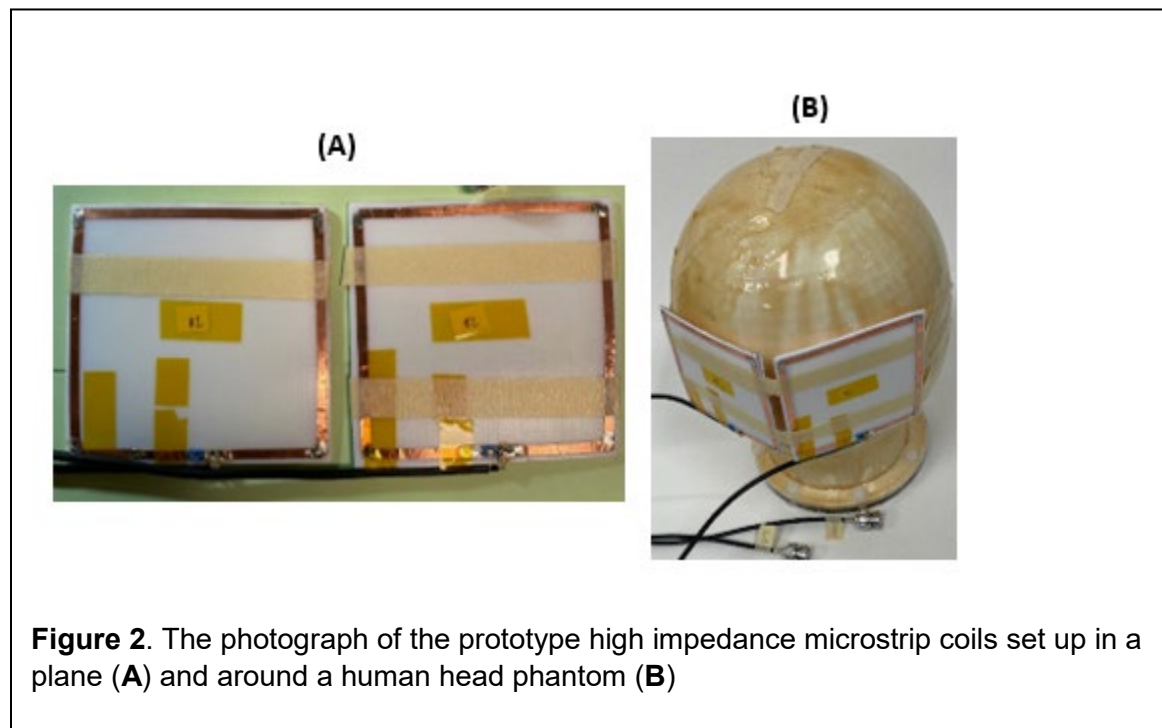 (A)
(B)
Figure 2. The photograph of the prototype high impedance microstrip coils set up in a
plane (A) and around a human head phantom (B)